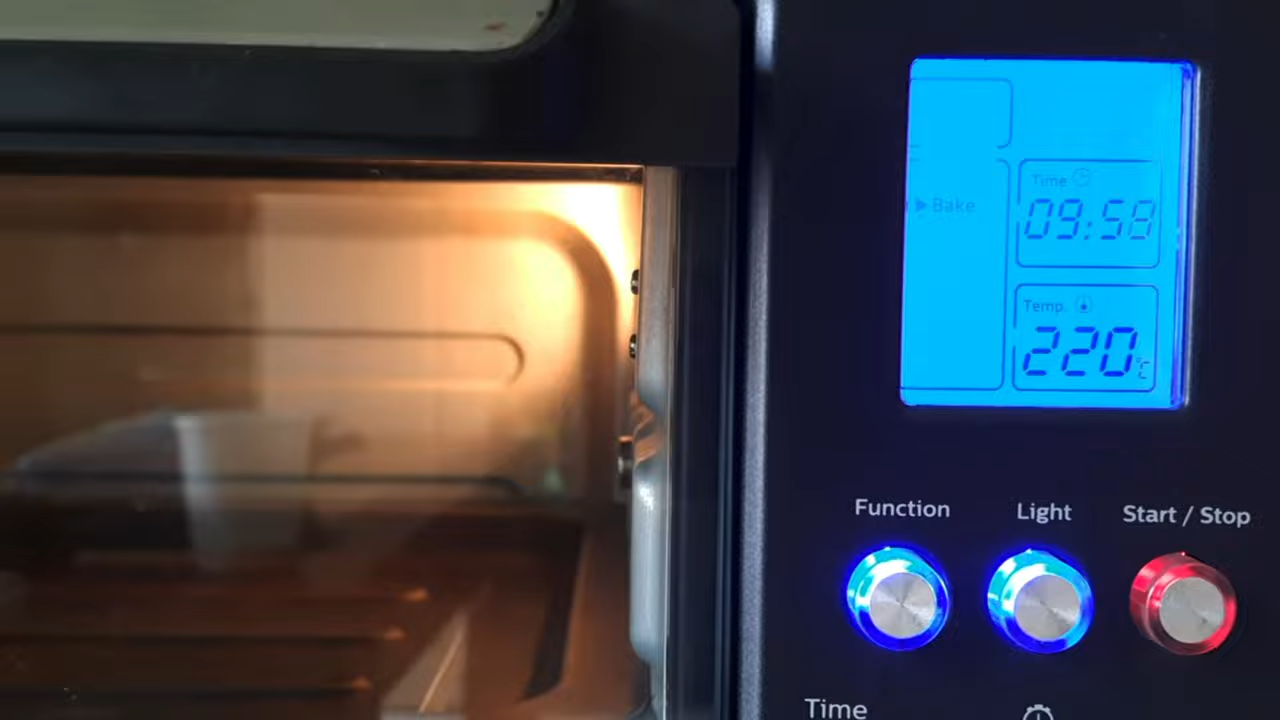 Time
09:58
▶Bake
Temp.
220℃
Function Light Start / Stop
Time